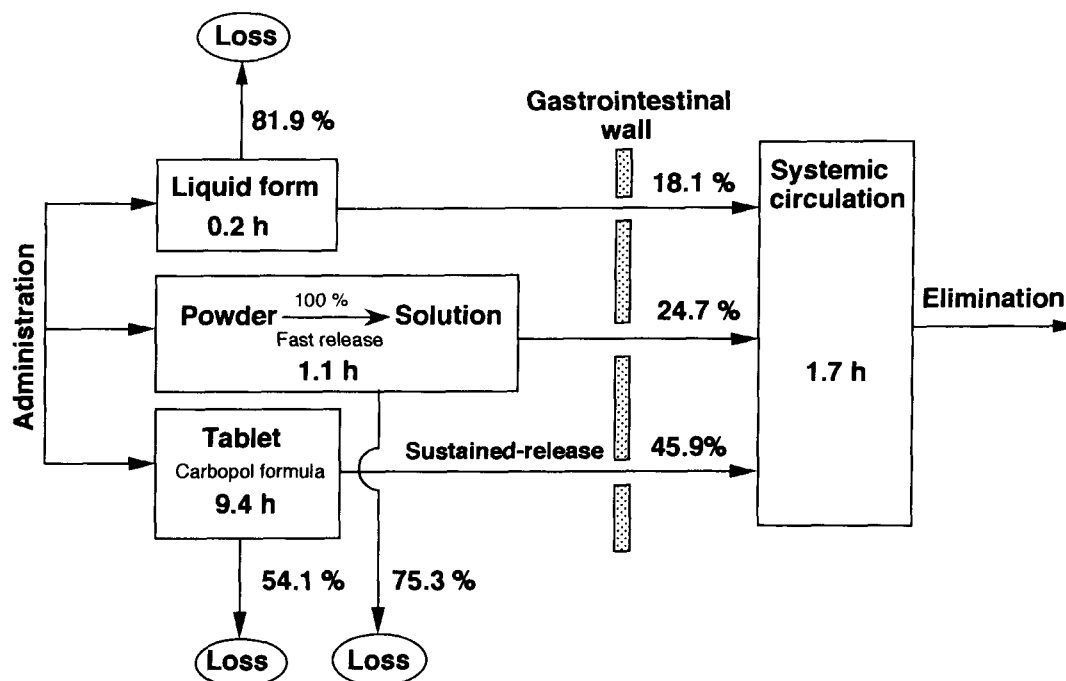 Loss
81.9 %
Gastrointestinal
wall
Liquid form
0.2 h
18.1 %
Systemic
circulation
Administration
Powder
100 %
Solution
Fast release
1.1 h
24.7 %
Elimination
1.7 h
Tablet
Carbopol formula
9.4 h
Sustained-release
45.9%
54.1 %
75.3 %
Loss
Loss